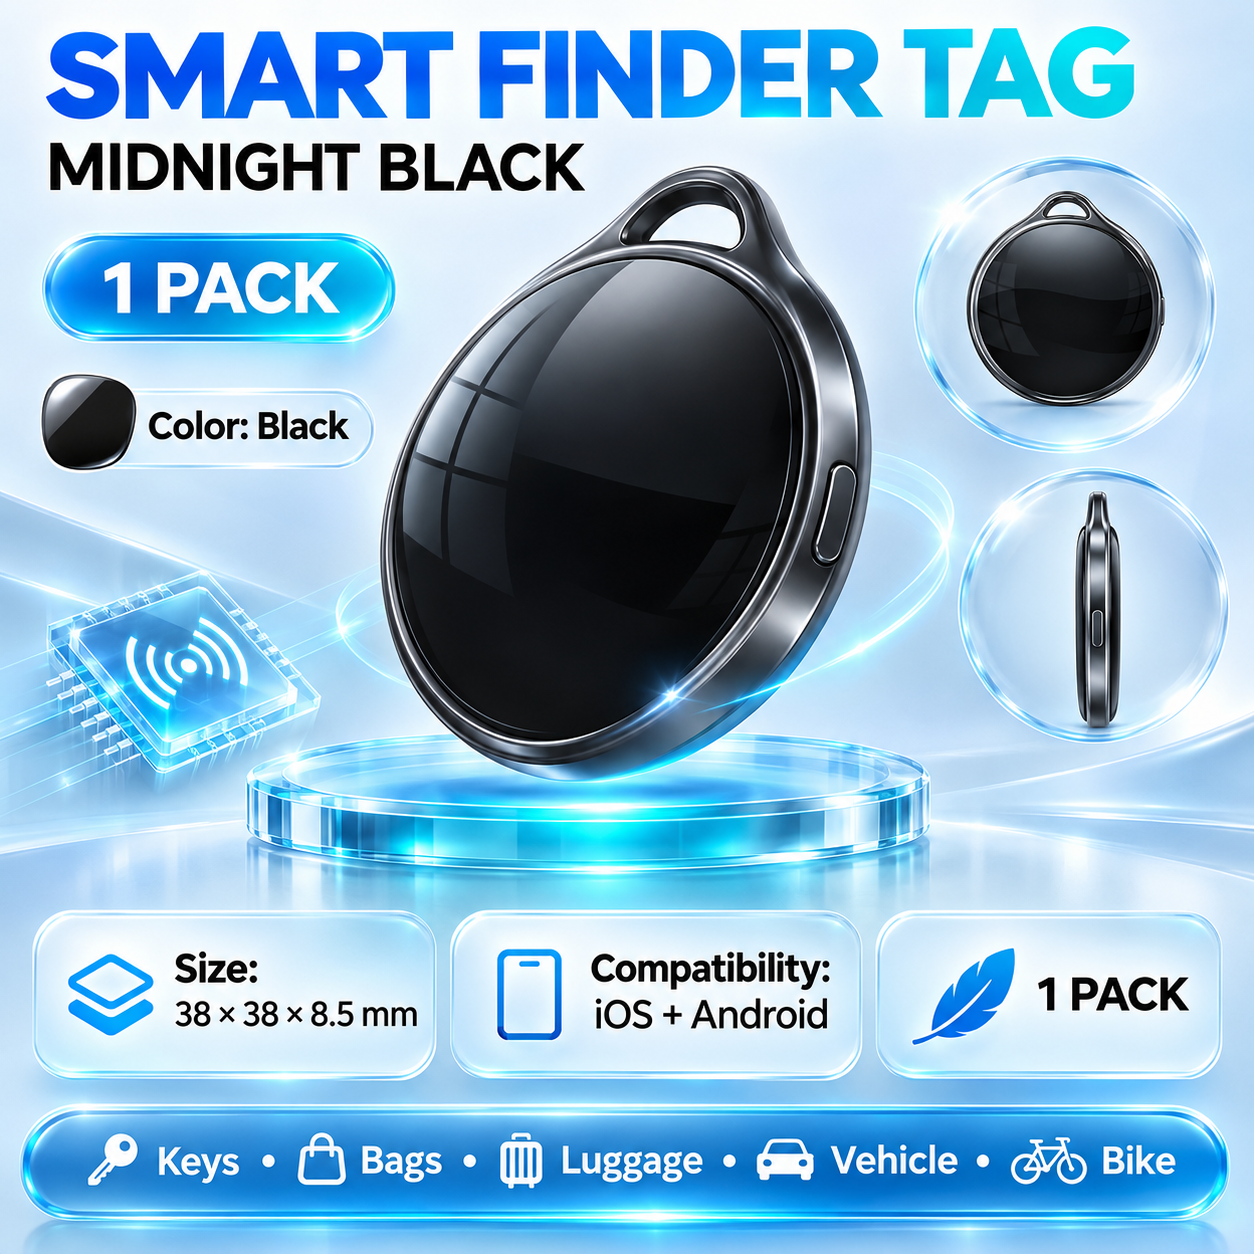 SMART FINDER TAG
MIDNIGHT BLACK
1 PACK
Color: Black
Size:
38 × 38 × 8.5 mm
Compatibility:
iOS + Android
1 PACK
Keys • Bags • Luggage • Vehicle • Bike